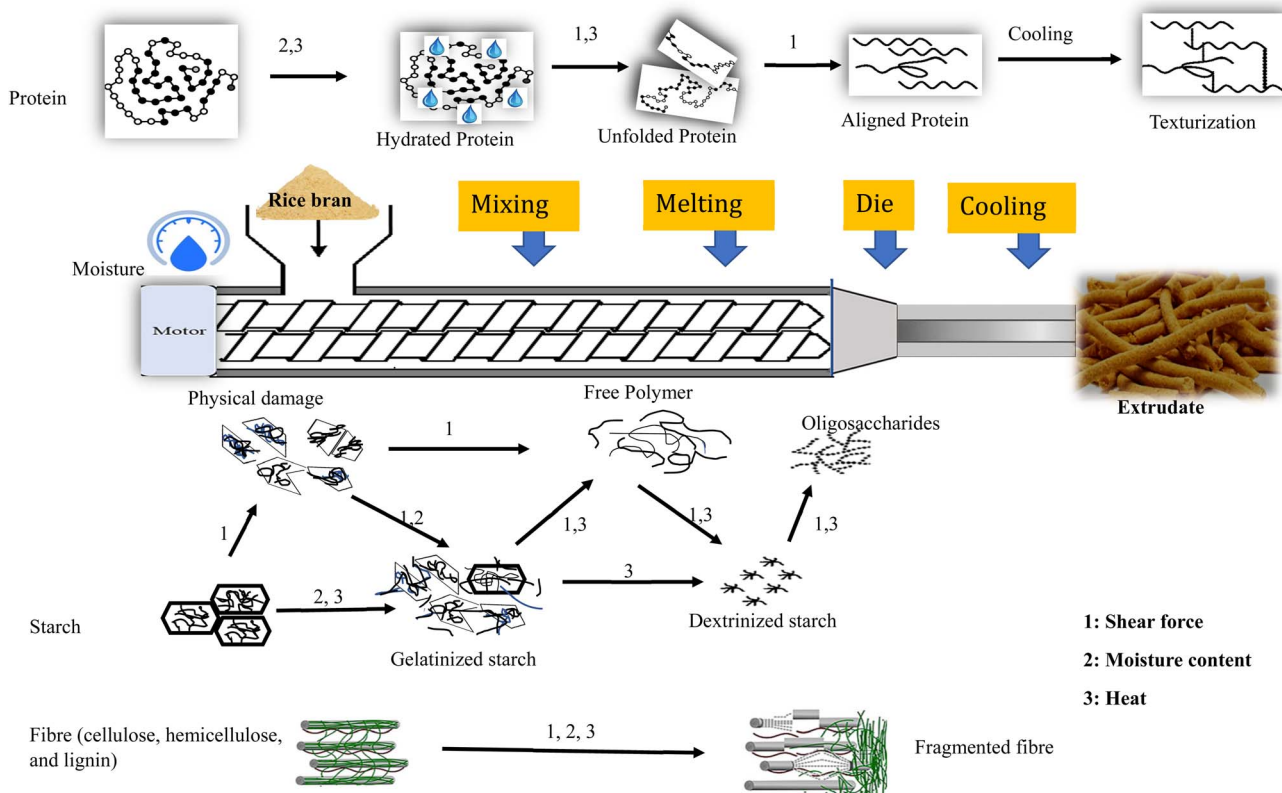 2,3
1,3
1
Cooling
Protein
Hydrated Protein
Unfolded Protein
Aligned Protein
Texturization
Rice bran
Mixing
Melting
Die
Cooling
Moisture
Motor
Physical damage
Free Polymer
Extrudate
Oligosaccharides
1
1
1,2
1,3
1,3
1,3
2, 3
3
Dextrinized starch
Starch
Gelatinized starch
1: Shear force
2: Moisture content
3: Heat
Fibre (cellulose, hemicellulose,
and lignin)
1, 2, 3
Fragmented fibre